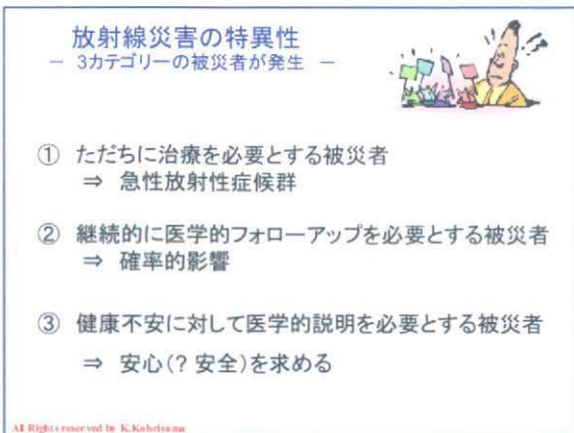 放射線災害の特異性
－ 3カテゴリーの被災者が発生 －
① ただちに治療を必要とする被災者
⇒ 急性放射性症候群
② 継続的に医学的フォローアップを必要とする被災者
⇒ 確率的影響
③ 健康不安に対して医学的説明を必要とする被災者
⇒ 安心(? 安全)を求める
All Rights reserved by K.Kohriyama